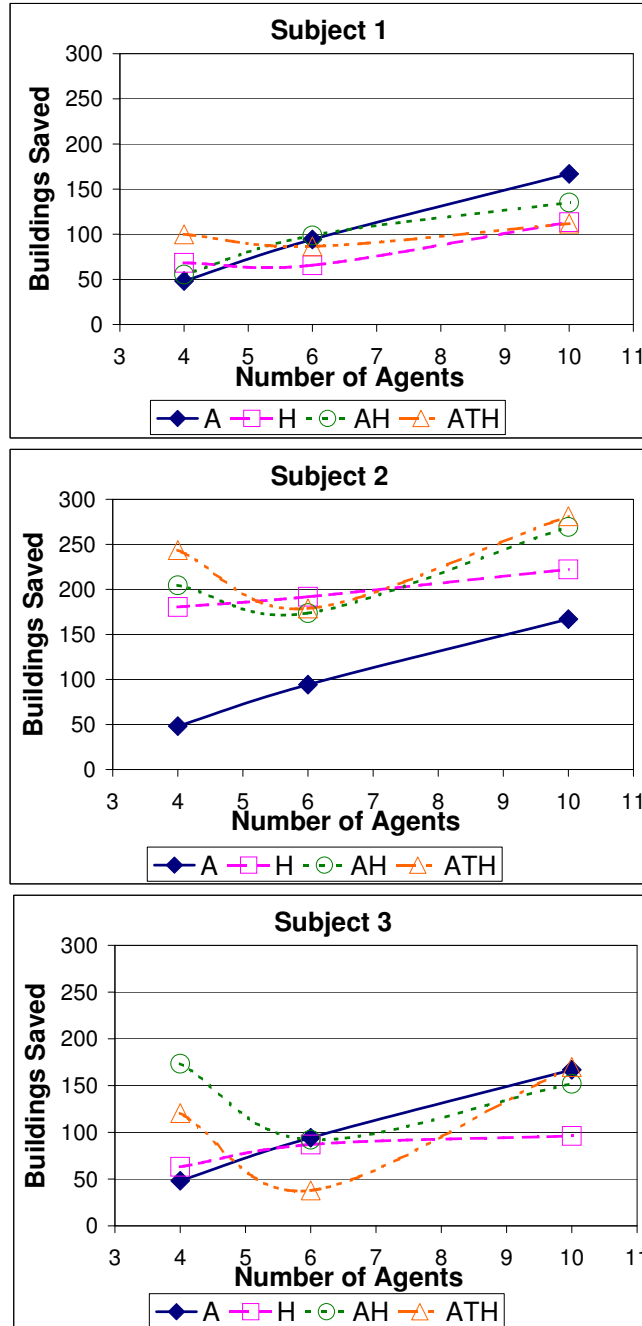 Subject 1
300
250
200
150
100
50
0
Buildings Saved
3 4 5 6 7 8 9 10 11
Number of Agents
A H AH ATH
Subject 2
300
250
200
150
100
50
0
Buildings Saved
3 4 5 6 7 8 9 10 11
Number of Agents
A H AH ATH
Subject 3
300
250
200
150
100
50
0
Buildings Saved
3 4 5 6 7 8 9 10 11
Number of Agents
A H AH ATH